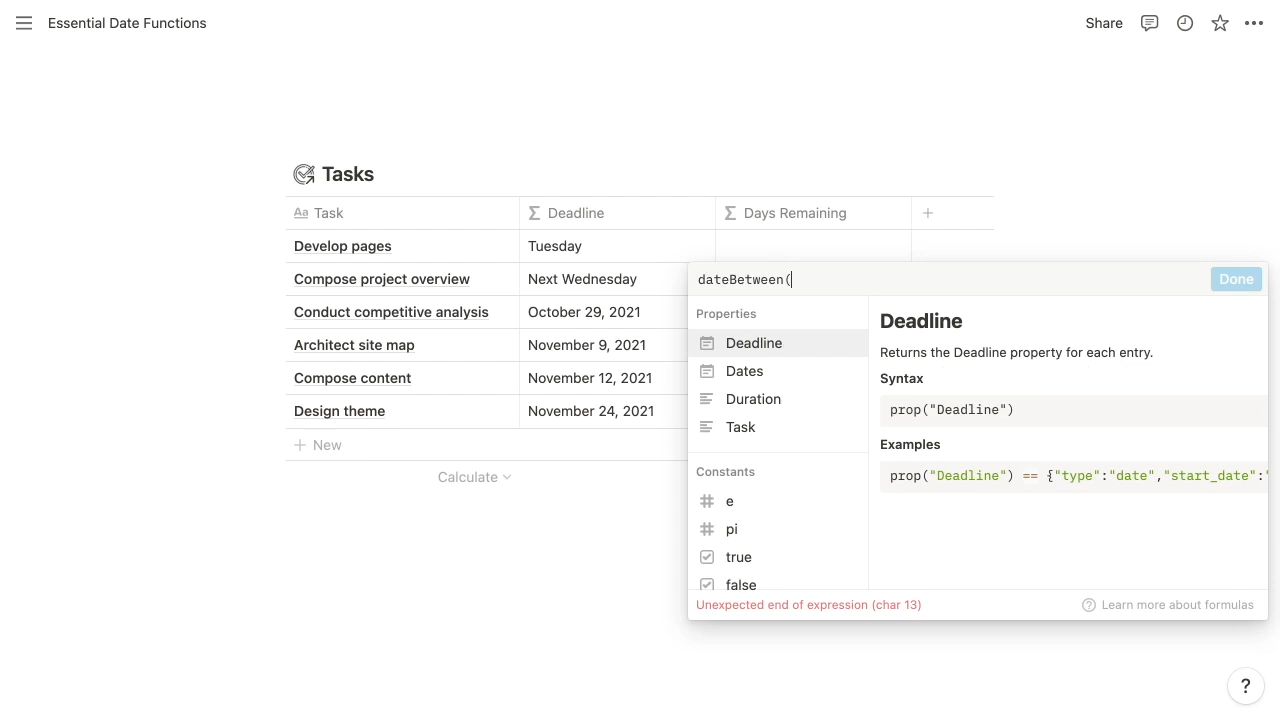 Essential Date Functions
Share
Tasks
Aa Task
Deadline
Days Remaining
Develop pages
Tuesday
Compose project overview
Next Wednesday
Conduct competitive analysis
October 29, 2021
Architect site map
November 9, 2021
Compose content
November 12, 2021
Design theme
November 24, 2021
+ New
Calculate
dateBetween(
Done
Properties
Deadline
Dates
Duration
Task
Constants
e
pi
true
false
Deadline
Returns the Deadline property for each entry.
Syntax
prop("Deadline")
Examples
prop("Deadline") == {"type":"date","start_date":"
Unexpected end of expression (char 13)
? Learn more about formulas
?